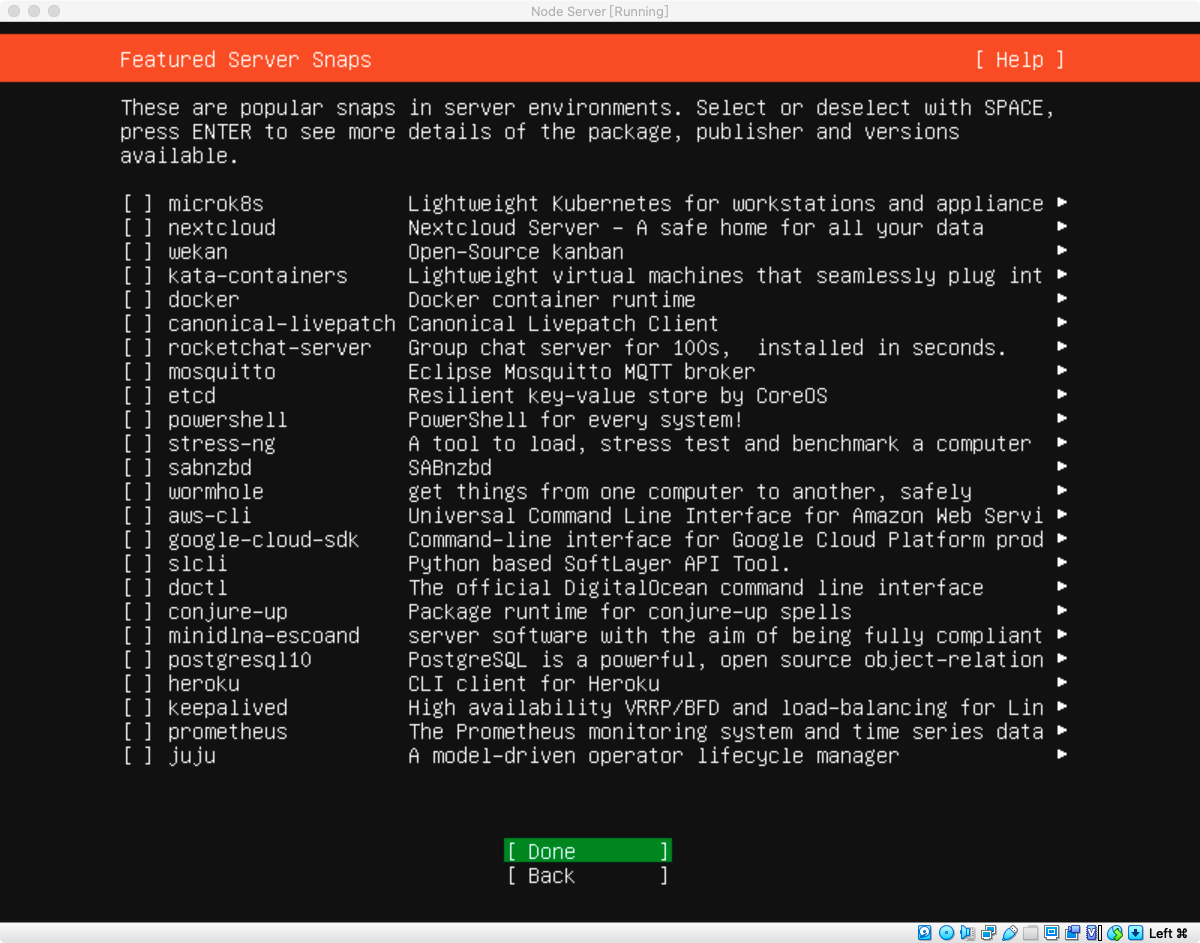 Node Server [Running]
Featured Server Snaps [ Help ]
These are popular snaps in server environments. Select or deselect with SPACE,
press ENTER to see more details of the package, publisher and versions
available.
[ ] microk8s Lightweight Kubernetes for workstations and appliance ▸
[ ] nextcloud Nextcloud Server - A safe home for all your data ▸
[ ] wekan Open-Source kanban ▸
[ ] kata-containers Lightweight virtual machines that seamlessly plug int ▸
[ ] docker Docker container runtime ▸
[ ] canonical-livepatch Canonical Livepatch Client ▸
[ ] rocketchat-server Group chat server for 100s,  installed in seconds. ▸
[ ] mosquitto Eclipse Mosquitto MQTT broker ▸
[ ] etcd Resilient key-value store by CoreOS ▸
[ ] powershell PowerShell for every system! ▸
[ ] stress-ng A tool to load, stress test and benchmark a computer ▸
[ ] sabnzbd SABnzbd ▸
[ ] wormhole get things from one computer to another, safely ▸
[ ] aws-cli Universal Command Line Interface for Amazon Web Servi ▸
[ ] google-cloud-sdk Command-line interface for Google Cloud Platform prod ▸
[ ] slcli Python based SoftLayer API Tool. ▸
[ ] doctl The official DigitalOcean command line interface ▸
[ ] conjure-up Package runtime for conjure-up spells ▸
[ ] minidlna-escoand server software with the aim of being fully compliant ▸
[ ] postgresql10 PostgreSQL is a powerful, open source object-relation ▸
[ ] heroku CLI client for Heroku ▸
[ ] keepalived High availability VRRP/BFD and load-balancing for Lin ▸
[ ] prometheus The Prometheus monitoring system and time series data ▸
[ ] juju A model-driven operator lifecycle manager ▸
[ Done ]
[ Back ]
Left ⌘